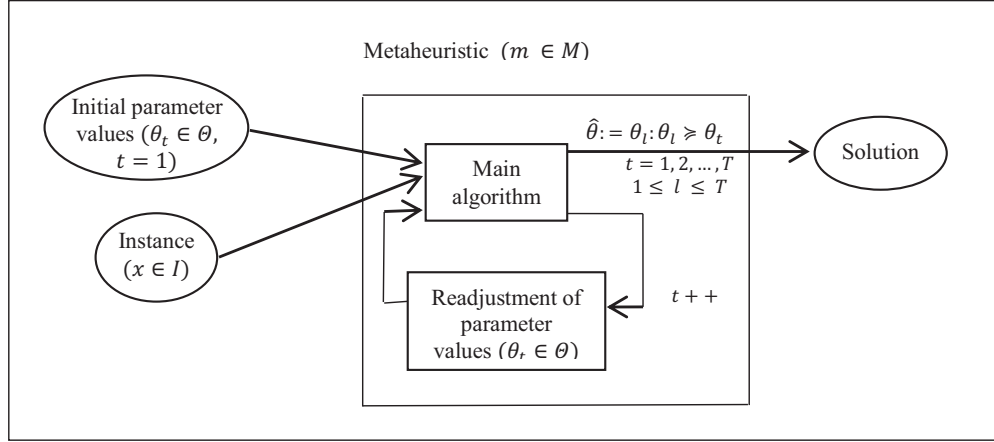 Metaheuristic (m ∈ M)
Initial parameter
values (θ_t ∈ Θ,
t = 1)
Instance
(x ∈ I)
Main
algorithm
θ̂ := θ_l : θ_l ≽ θ_t
t = 1, 2, … , T
1 ≤ l ≤ T
Solution
Readjustment of
parameter
values (θ_t ∈ Θ)
t + +